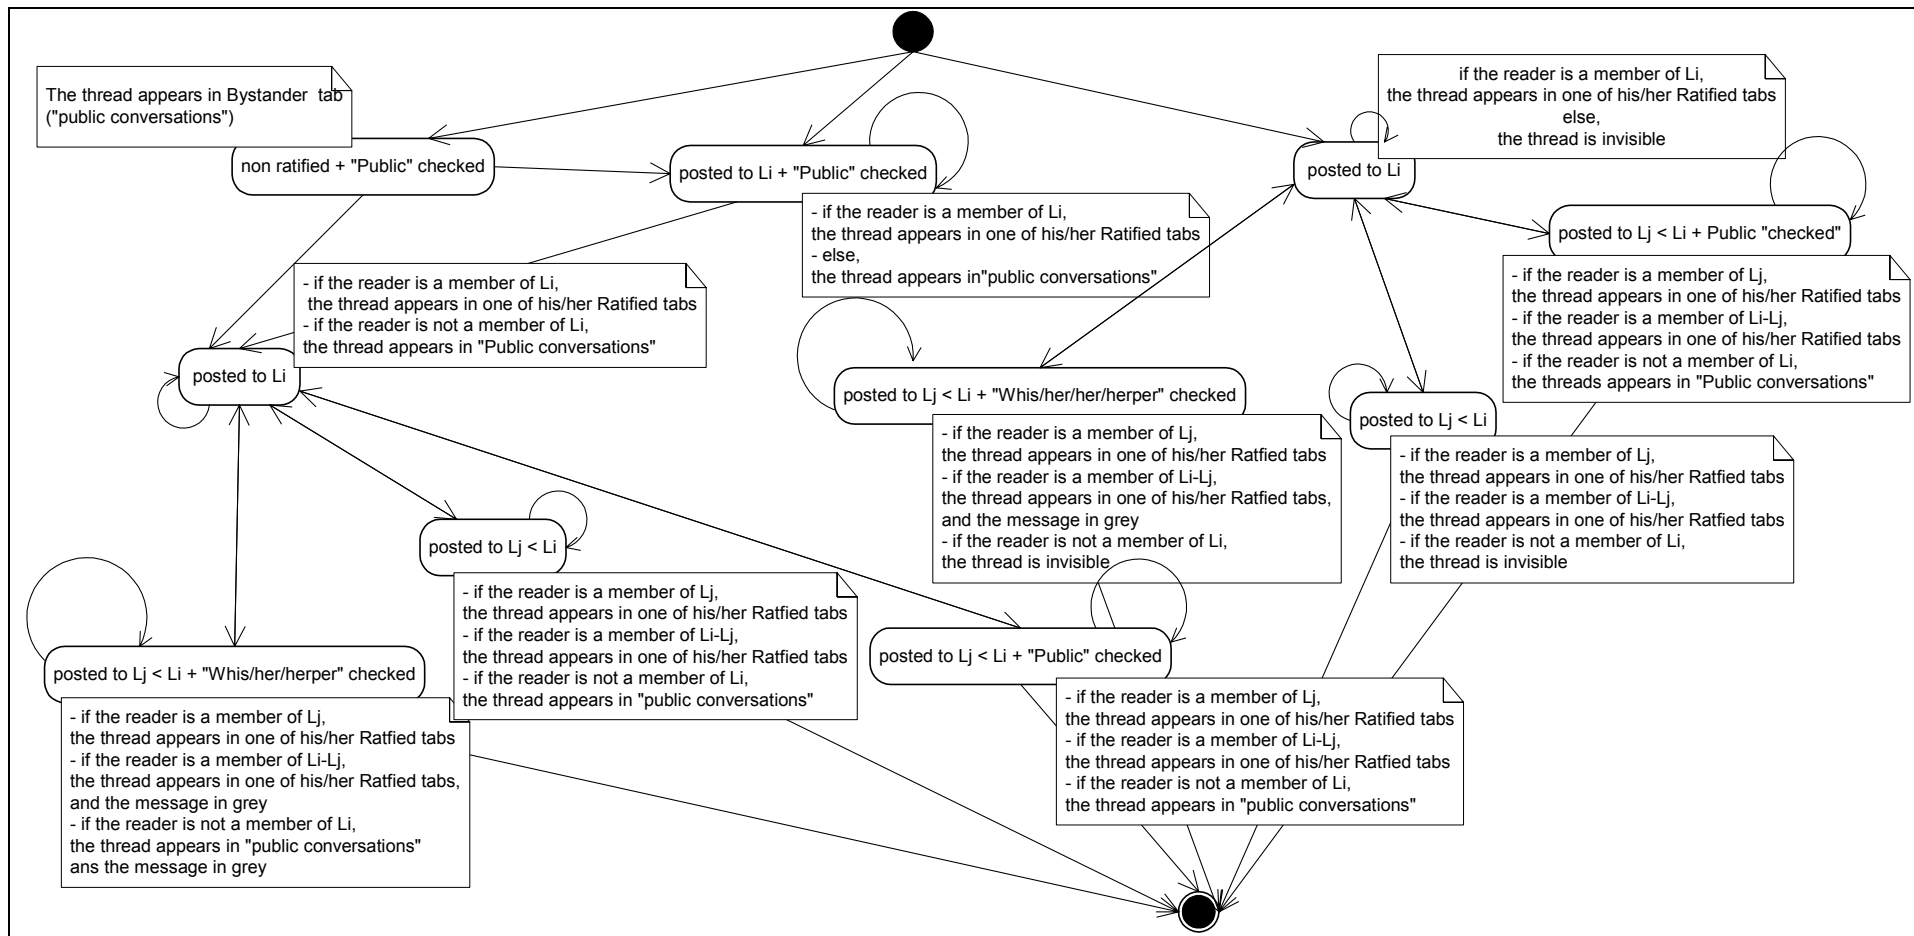 The thread appears in Bystander tab
("public conversations")
non ratified + "Public" checked
posted to Li + "Public" checked
- if the reader is a member of Li,
the thread appears in one of his/her Ratified tabs
- else,
the thread appears in"public conversations"
if the reader is a member of Li,
the thread appears in one of his/her Ratified tabs
else,
the thread is invisible
posted to Li
posted to Lj < Li + Public "checked"
- if the reader is a member of Lj,
the thread appears in one of his/her Ratified tabs
- if the reader is a member of Li-Lj,
the thread appears in one of his/her Ratified tabs
- if the reader is not a member of Li,
the threads appears in "Public conversations"
- if the reader is a member of Li,
the thread appears in one of his/her Ratified tabs
- if the reader is not a member of Li,
the thread appears in "Public conversations"
posted to Li
posted to Lj < Li + "Whis/her/her/herper" checked
- if the reader is a member of Lj,
the thread appears in one of his/her Ratfied tabs
- if the reader is a member of Li-Lj,
the thread appears in one of his/her Ratfied tabs,
and the message in grey
- if the reader is not a member of Li,
the thread is invisible
posted to Lj < Li
- if the reader is a member of Lj,
the thread appears in one of his/her Ratfied tabs
- if the reader is a member of Li-Lj,
the thread appears in one of his/her Ratfied tabs
- if the reader is not a member of Li,
the thread is invisible
posted to Lj < Li
- if the reader is a member of Lj,
the thread appears in one of his/her Ratfied tabs
- if the reader is a member of Li-Lj,
the thread appears in one of his/her Ratfied tabs
- if the reader is not a member of Li,
the thread appears in "public conversations"
posted to Lj < Li + "Whis/her/herper" checked
- if the reader is a member of Lj,
the thread appears in one of his/her Ratfied tabs
- if the reader is a member of Li-Lj,
the thread appears in one of his/her Ratfied tabs,
and the message in grey
- if the reader is not a member of Li,
the thread appears in "public conversations"
ans the message in grey
posted to Lj < Li + "Public" checked
- if the reader is a member of Lj,
the thread appears in one of his/her Ratfied tabs
- if the reader is a member of Li-Lj,
the thread appears in one of his/her Ratfied tabs
- if the reader is not a member of Li,
the thread appears in "public conversations"